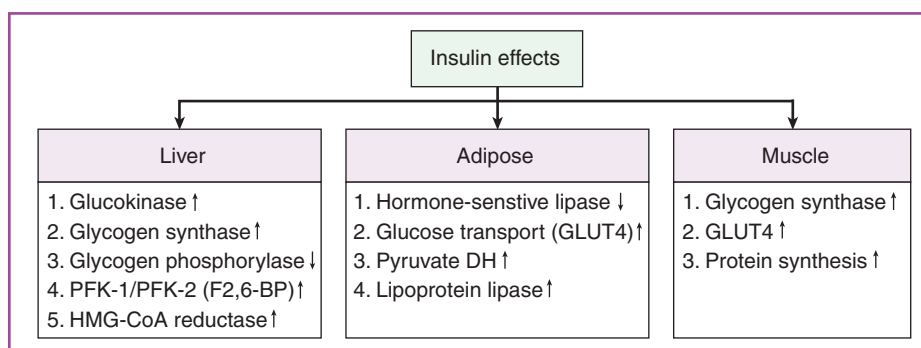 Insulin effects
Liver
1. Glucokinase ↑
2. Glycogen synthase ↑
3. Glycogen phosphorylase ↓
4. PFK-1/PFK-2 (F2,6-BP) ↑
5. HMG-CoA reductase ↑
Adipose
1. Hormone-senstive lipase ↓
2. Glucose transport (GLUT4) ↑
3. Pyruvate DH ↑
4. Lipoprotein lipase ↑
Muscle
1. Glycogen synthase ↑
2. GLUT4 ↑
3. Protein synthesis ↑